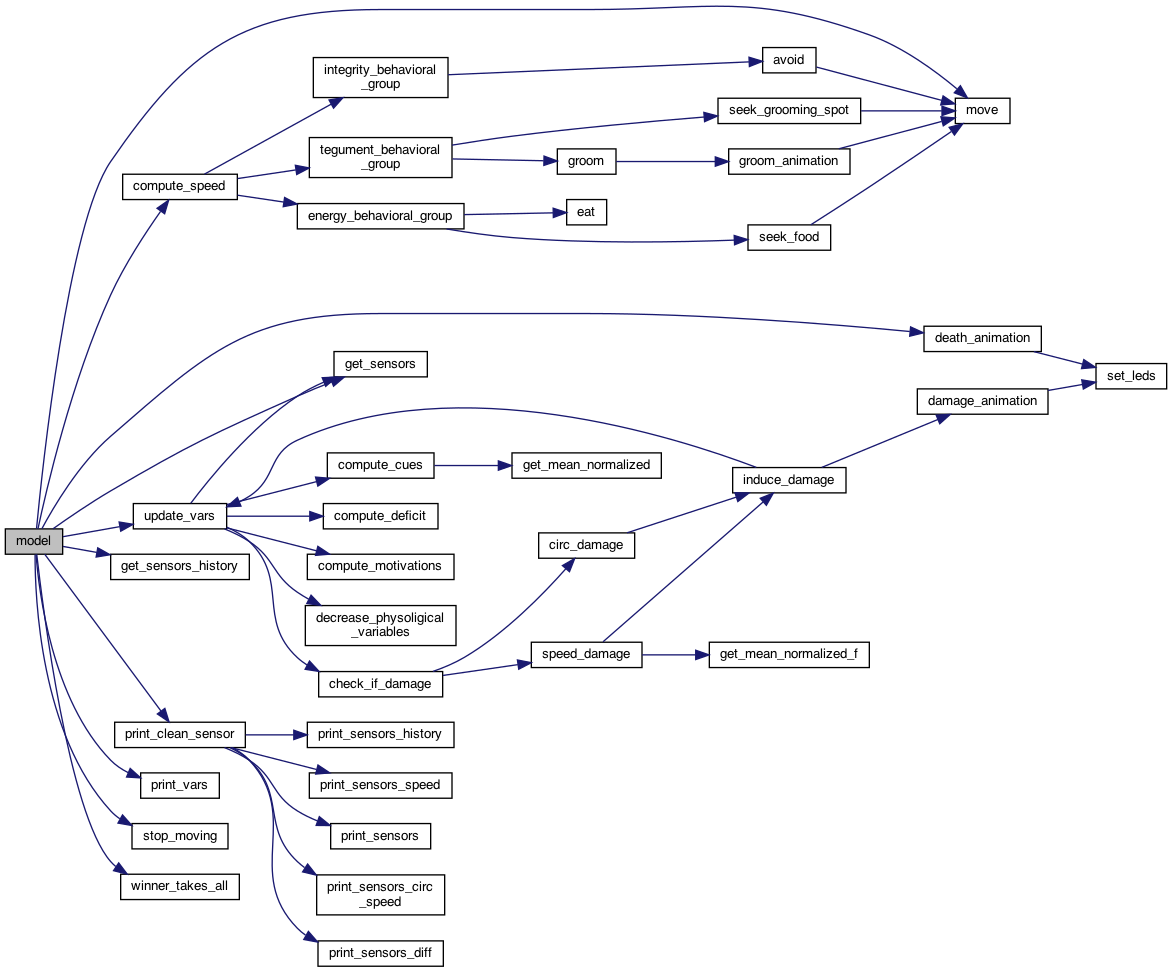 integrity_behavioral
_group
avoid
move
seek_grooming_spot
tegument_behavioral
_group
groom
groom_animation
compute_speed
energy_behavioral_group
eat
seek_food
death_animation
get_sensors
set_leds
damage_animation
compute_cues
get_mean_normalized
induce_damage
update_vars
compute_deficit
model
circ_damage
get_sensors_history
compute_motivations
decrease_physoligical
_variables
speed_damage
get_mean_normalized_f
check_if_damage
print_clean_sensor
print_sensors_history
print_vars
print_sensors_speed
stop_moving
print_sensors
winner_takes_all
print_sensors_circ
_speed
print_sensors_diff